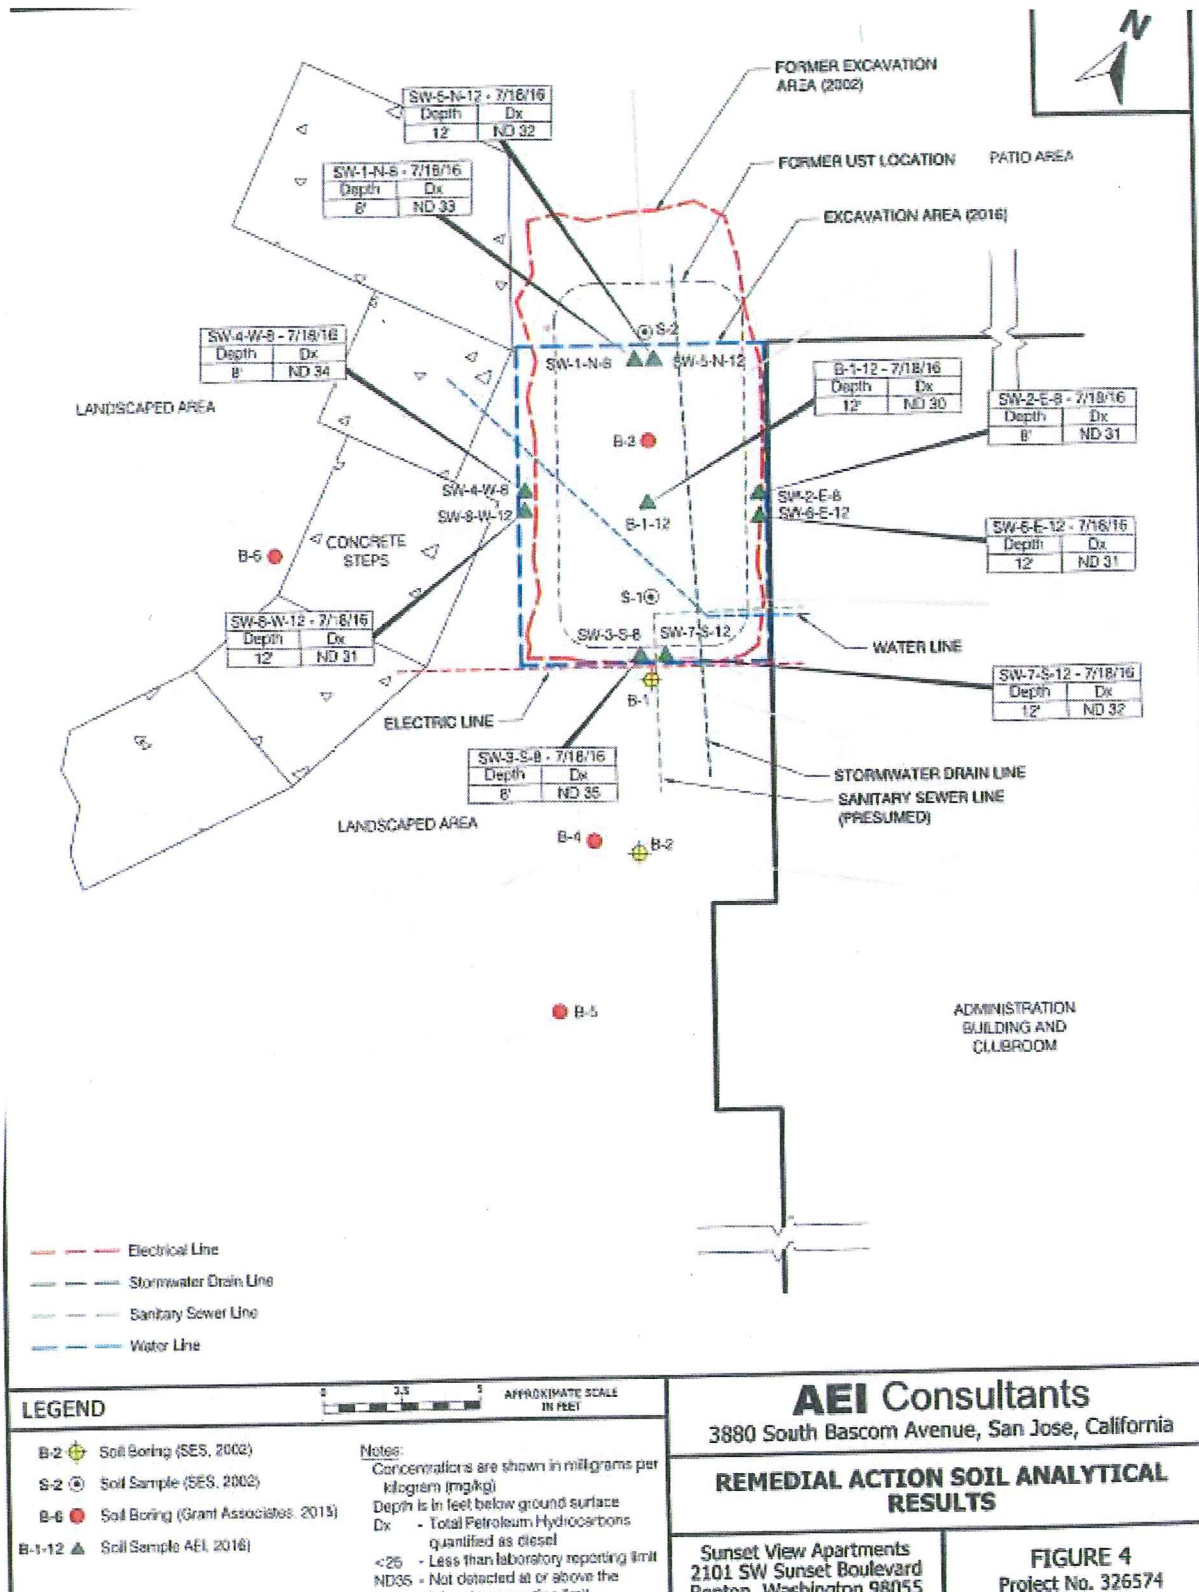 N
FORMER EXCAVATION
AREA (2002)
SW-5-N-12 - 7/18/16
Depth Dx
12' ND 32
FORMER UST LOCATION
PATIO AREA
SW-1-N-8 - 7/18/16
Depth Dx
8' ND 33
EXCAVATION AREA (2016)
S-2
SW-4-W-8 - 7/18/16
Depth Dx
8' ND 34
SW-1-N-8
SW-5-N-12
B-1-12 - 7/18/16
Depth Dx
12' ND 30
SW-2-E-8 - 7/18/16
Depth Dx
8' ND 31
LANDSCAPED AREA
B-3
SW-4-W-8
SW-8-W-12
B-1-12
SW-2-E-8
SW-6-E-12
SW-6-E-12 - 7/18/16
Depth Dx
12' ND 31
CONCRETE
STEPS
B-6
S-1
SW-8-W-12 - 7/18/16
Depth Dx
12' ND 31
SW-3-S-8
SW-7-S-12
WATER LINE
SW-7-S-12 - 7/18/16
Depth Dx
12' ND 32
B-1
ELECTRIC LINE
SW-3-S-8 - 7/18/16
Depth Dx
8' ND 35
STORMWATER DRAIN LINE
SANITARY SEWER LINE
(PRESUMED)
LANDSCAPED AREA
B-4
B-2
B-5
ADMINISTRATION
BUILDING AND
CLUBROOM
Electrical Line
Stormwater Drain Line
Sanitary Sewer Line
Water Line
LEGEND
0 2.5 5
APPROXIMATE SCALE
IN FEET
B-2 Soil Boring (SES, 2002)
S-2 Soil Sample (SES, 2002)
B-6 Soil Boring (Grant Associates, 2015)
B-1-12 Soil Sample AEI, 2016)
Notes:
Concentrations are shown in milligrams per
kilogram (mg/kg)
Depth is in feet below ground surface
Dx - Total Petroleum Hydrocarbons
quantified as diesel
<25 - Less than laboratory reporting limit
ND35 - Not detected at or above the
AEI Consultants
3880 South Bascom Avenue, San Jose, California
REMEDIAL ACTION SOIL ANALYTICAL
RESULTS
Sunset View Apartments
2101 SW Sunset Boulevard
Renton, Washington 98055
FIGURE 4
Project No. 326574